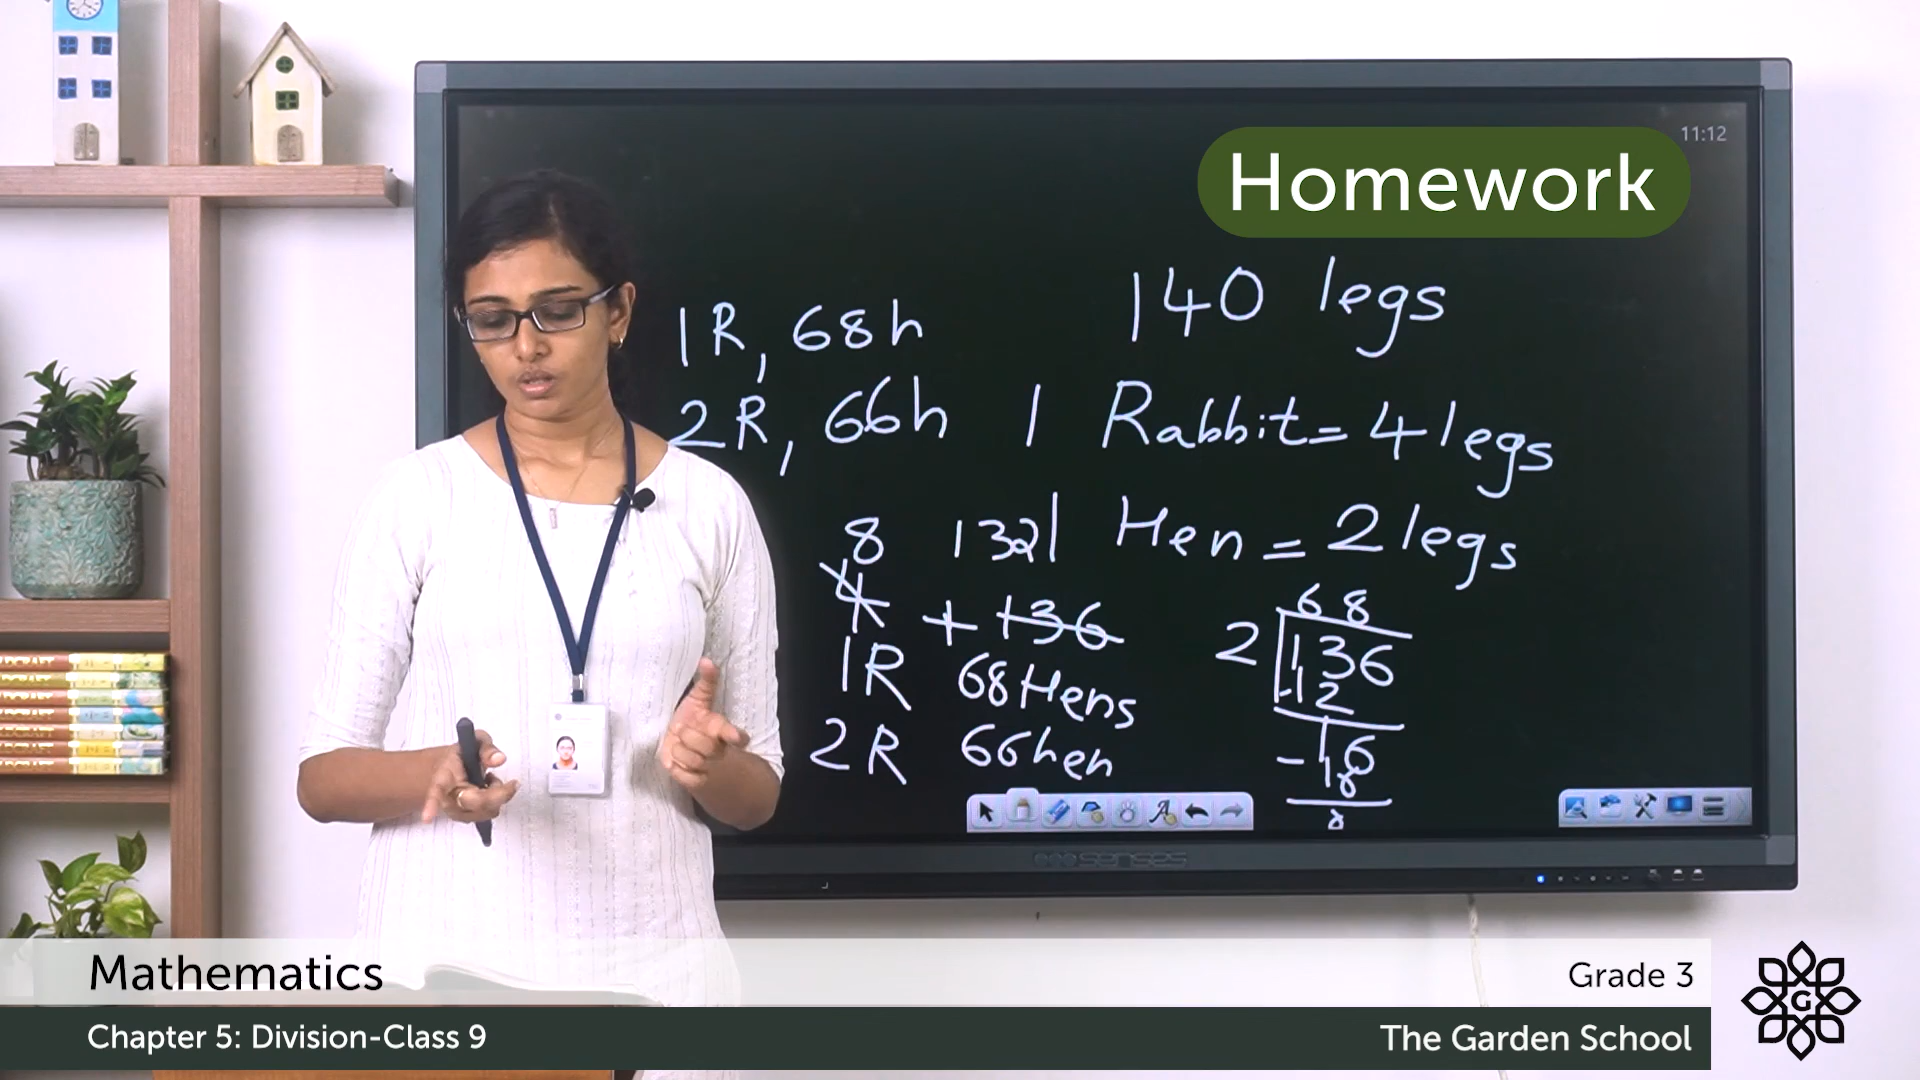 11:12
Homework
140 legs
1R, 68h
2R, 66h
1 Rabbit = 4 legs
1 Hen = 2 legs
8 132
4 + 136
1R 68 Hens
2R 66 hen
68
2 136
-12
16
- 16
senses
Mathematics
Grade 3
Chapter 5: Division-Class 9
The Garden School
G